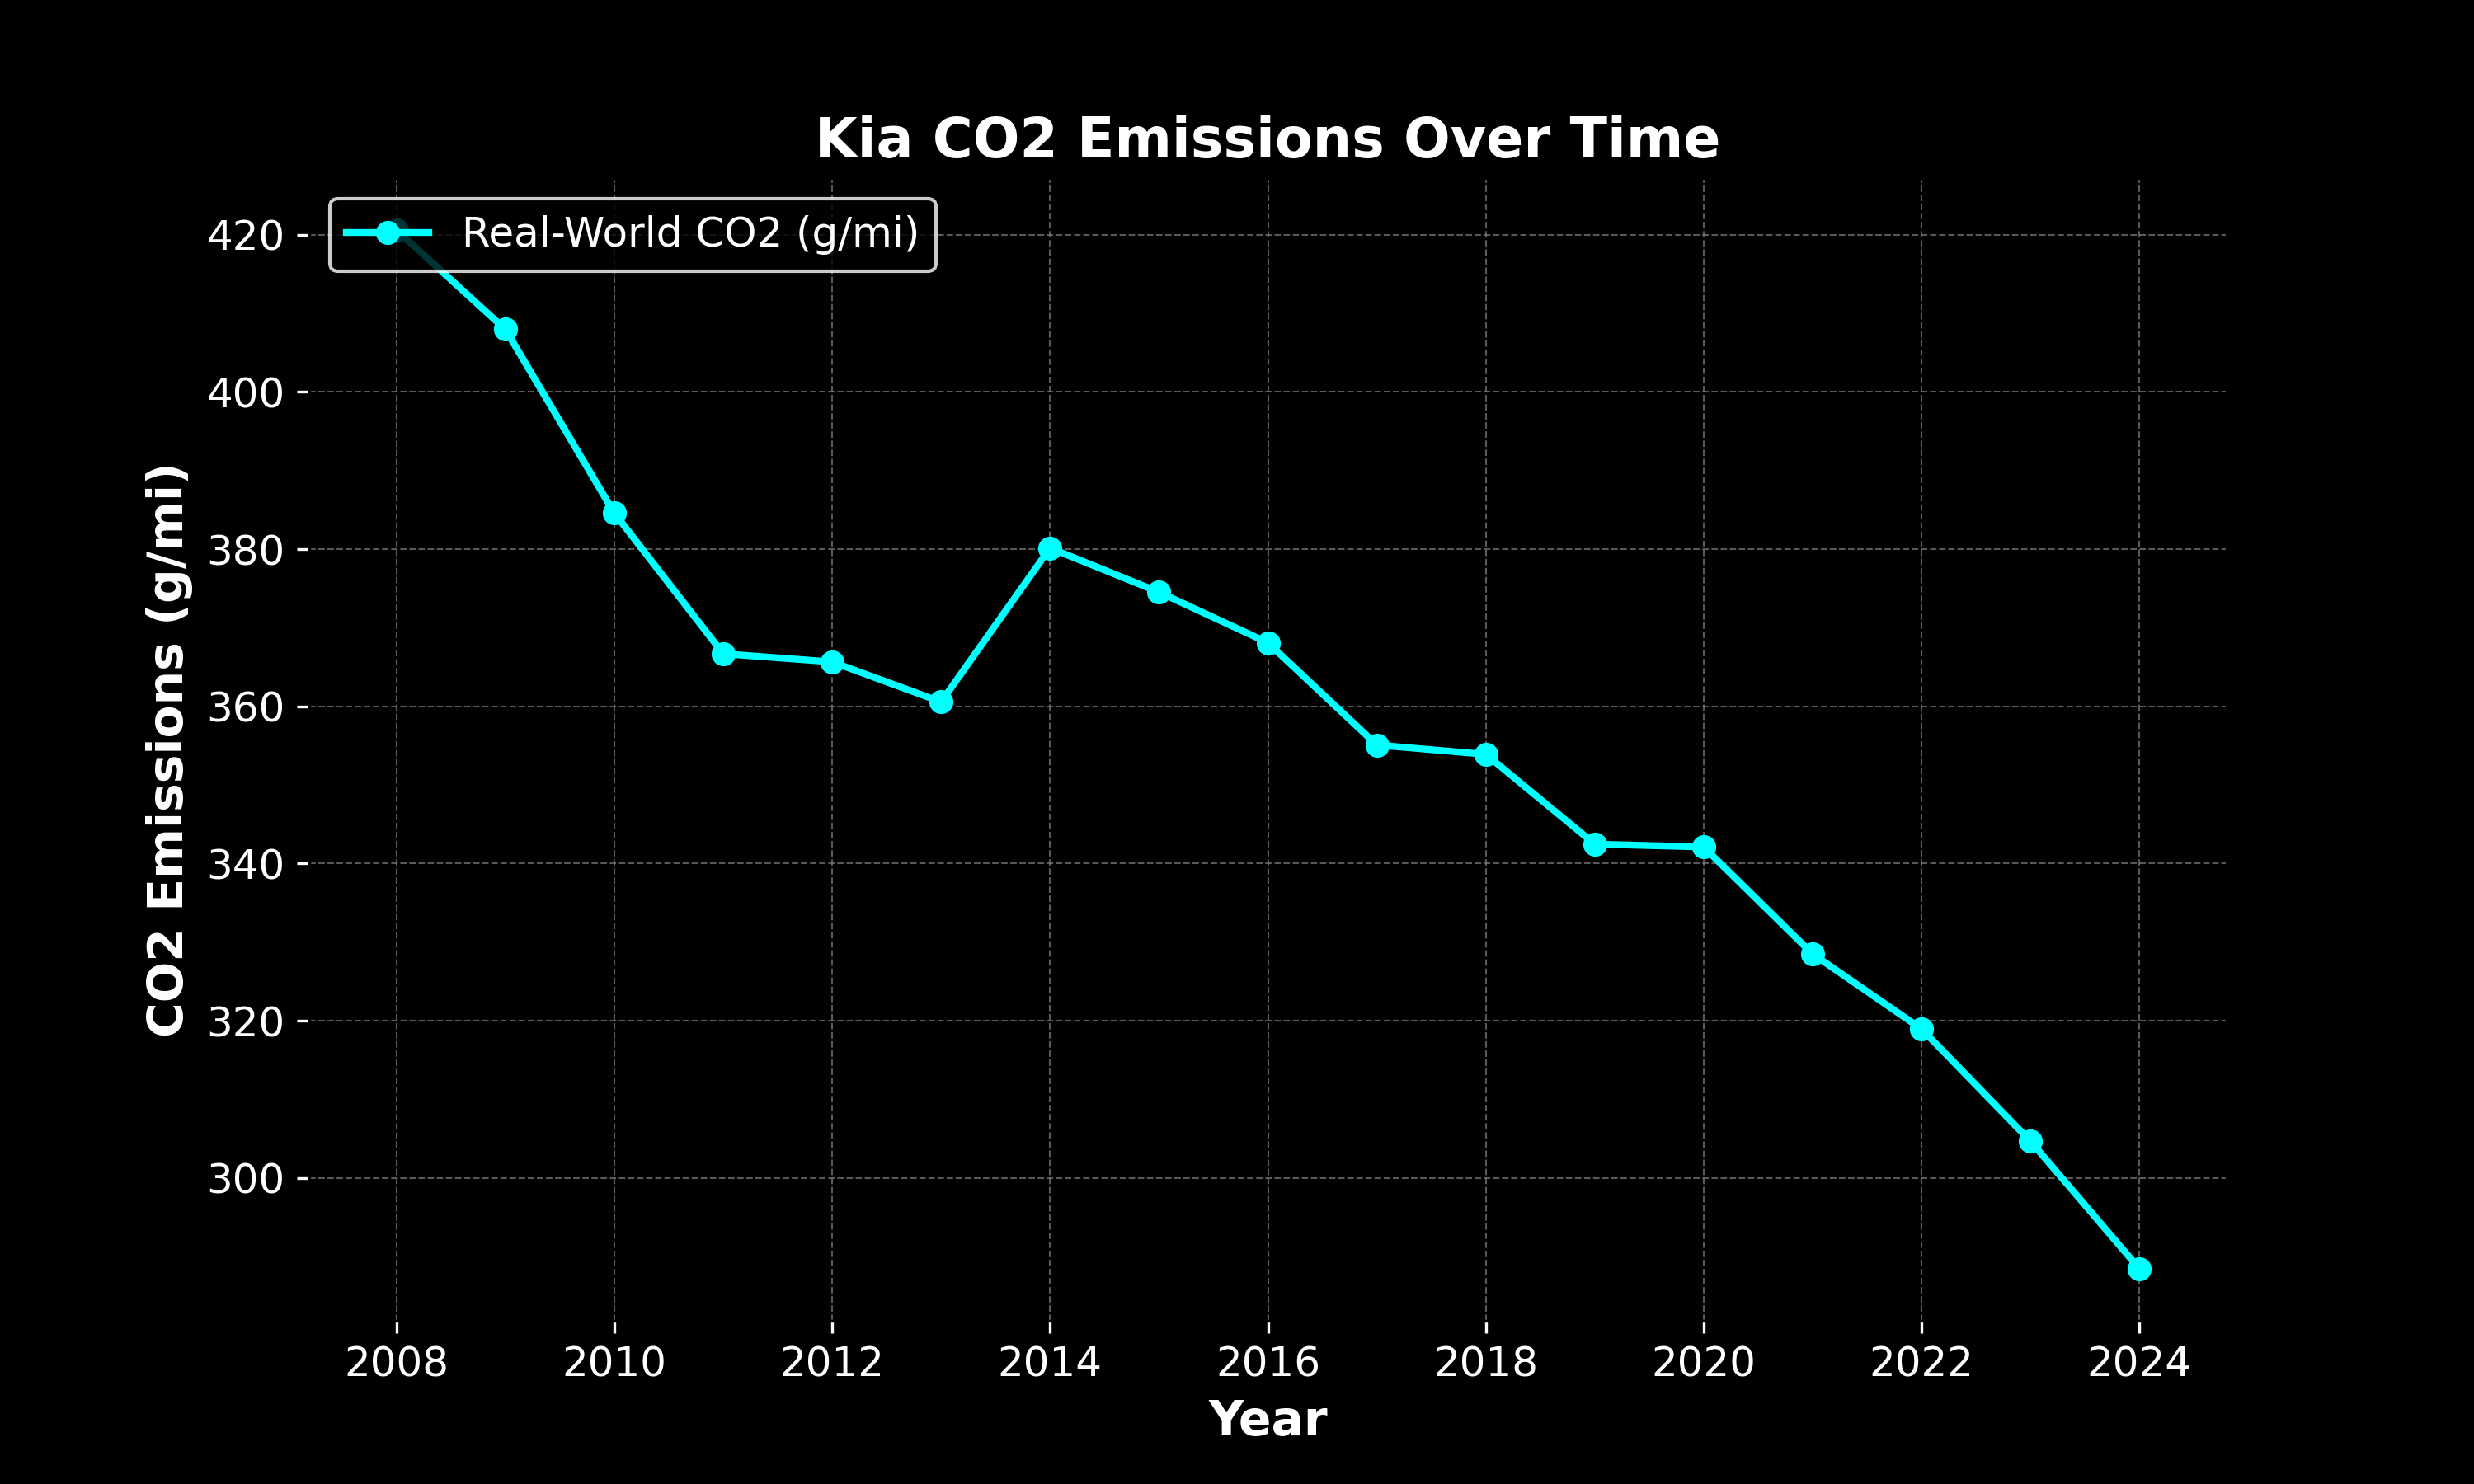 Kia CO2 Emissions Over Time
Real-World CO2 (g/mi)
CO2 Emissions (g/mi)
420
400
380
360
340
320
300
2008 2010 2012 2014 2016 2018 2020 2022 2024
Year